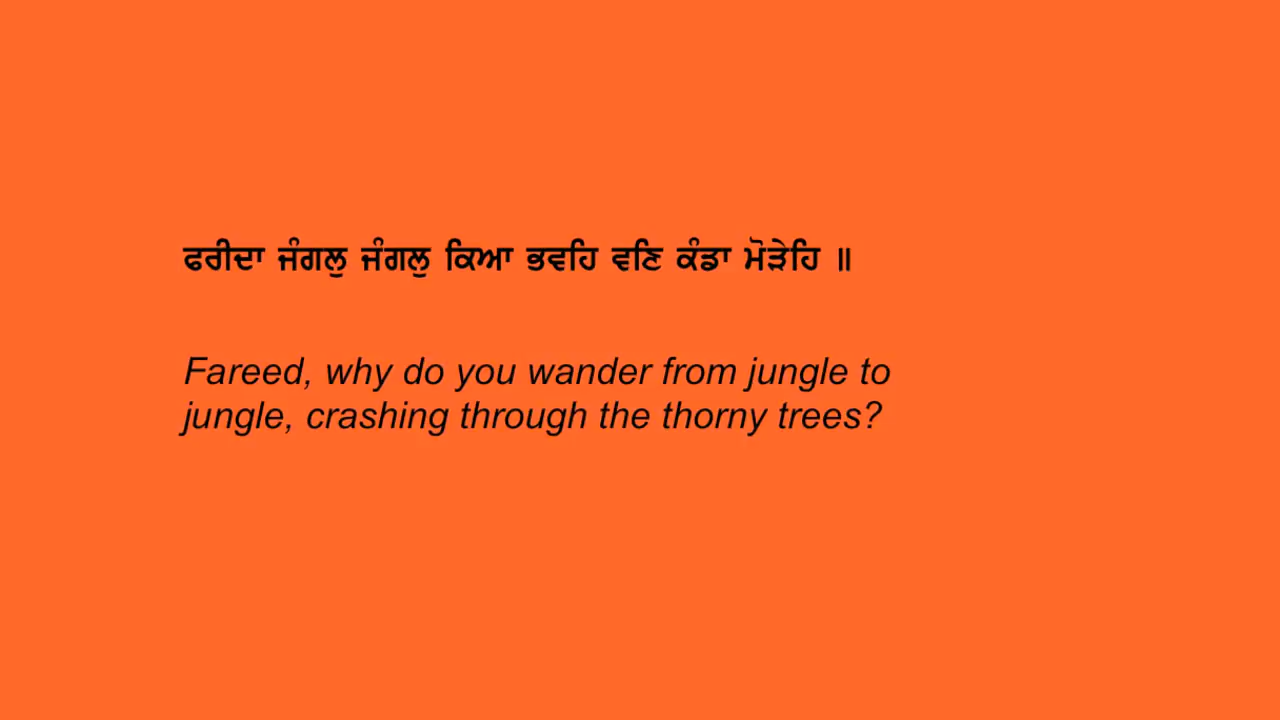 ਫਰੀਦਾ ਜੰਗਲੁ ਜੰਗਲੁ ਕਿਆ ਭਵਹਿ ਵਣਿ ਕੰਡਾ ਮੋੜੇਹਿ ॥
Fareed, why do you wander from jungle to
jungle, crashing through the thorny trees?